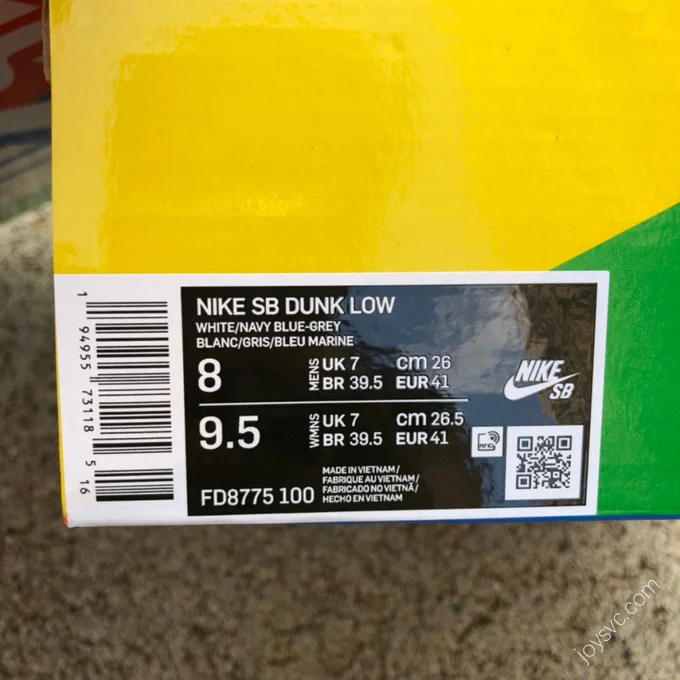 NIKE SB DUNK LOW
WHITE/NAVY BLUE-GREY
BLANC/GRIS/BLEU MARINE
8 MENS UK 7 cm 26
BR 39.5 EUR 41
NIKE
SB
9.5 WMNS UK 7 cm 26.5
BR 39.5 EUR 41
RFID
FD8775 100
MADE IN VIETNAM/
FABRIQUE AU VIETNAM/
FABRICADO NO VIETNÃ/
HECHO EN VIETNAM
1 94955 73118 5 16
joysvc.com